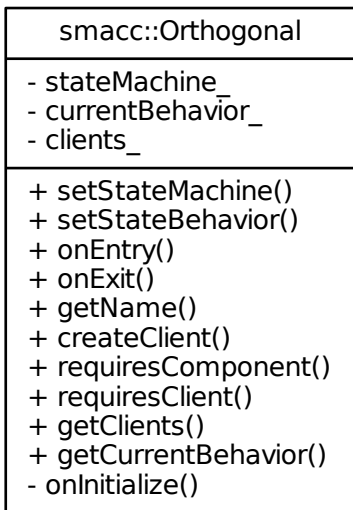 smacc::Orthogonal
- stateMachine_
- currentBehavior_
- clients_
+ setStateMachine()
+ setStateBehavior()
+ onEntry()
+ onExit()
+ getName()
+ createClient()
+ requiresComponent()
+ requiresClient()
+ getClients()
+ getCurrentBehavior()
- onInitialize()